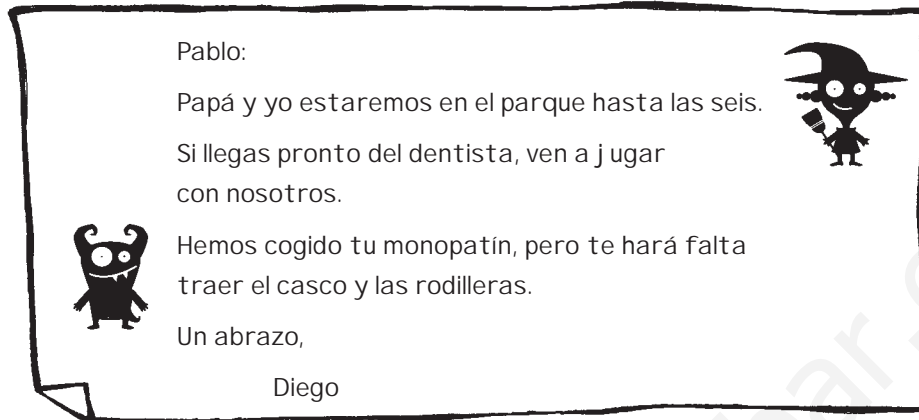 Pablo:
Papá y yo estaremos en el parque hasta las seis.
Si llegas pronto del dentista, ven a jugar
con nosotros.
Hemos cogido tu monopatín, pero te hará falta
traer el casco y las rodilleras.
Un abrazo,
Diego